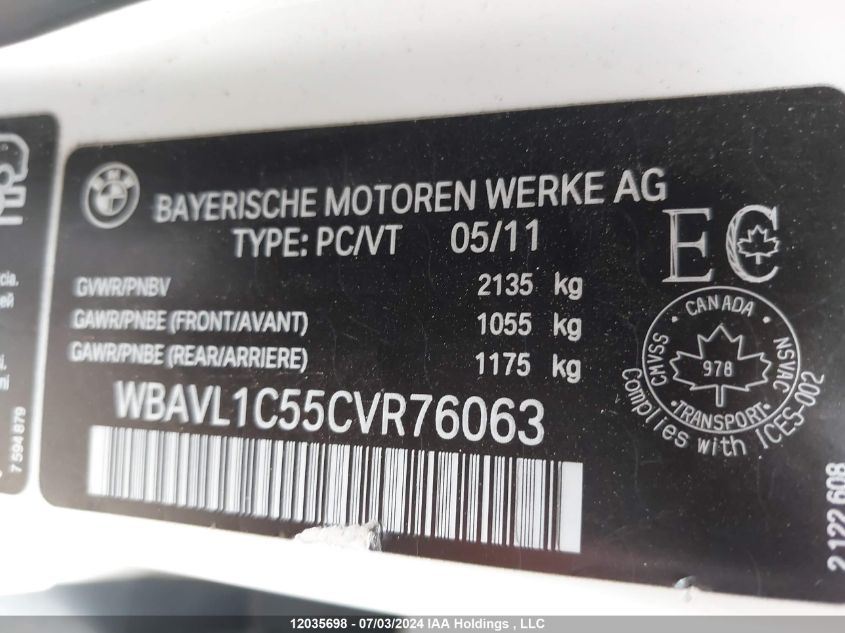 BMW
BAYERISCHE MOTOREN WERKE AG
TYPE: PC/VT 05/11
EC
GVWR/PNBV 2135 kg
GAWR/PNBE (FRONT/AVANT) 1055 kg
GAWR/PNBE (REAR/ARRIERE) 1175 kg
WBAVL1C55CVR76063
CANADA
CMVSS
NSVAC
978
TRANSPORT
Complies with ICES-002
2 122 608
7 594 879
12035698 - 07/03/2024 IAA Holdings , LLC